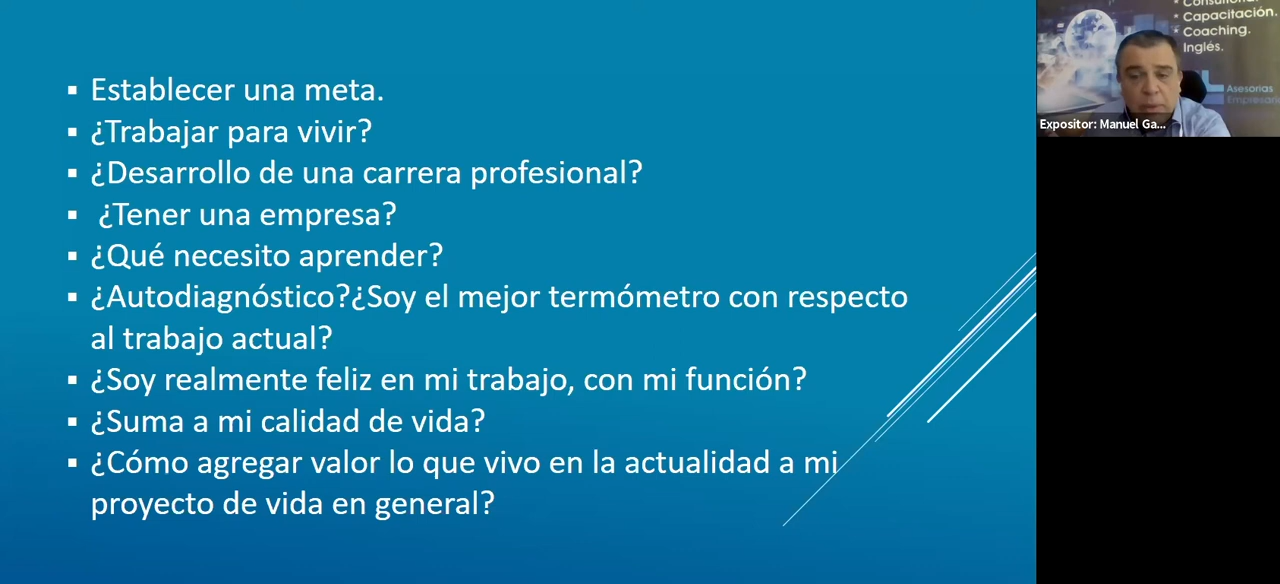 Establecer una meta.
¿Trabajar para vivir?
¿Desarrollo de una carrera profesional?
¿Tener una empresa?
¿Qué necesito aprender?
¿Autodiagnóstico?¿Soy el mejor termómetro con respecto
al trabajo actual?
¿Soy realmente feliz en mi trabajo, con mi función?
¿Suma a mi calidad de vida?
¿Cómo agregar valor lo que vivo en la actualidad a mi
proyecto de vida en general?
* Capacitación.
* Coaching.
Inglés.
Asesorias
Expositor: Manuel Ga...